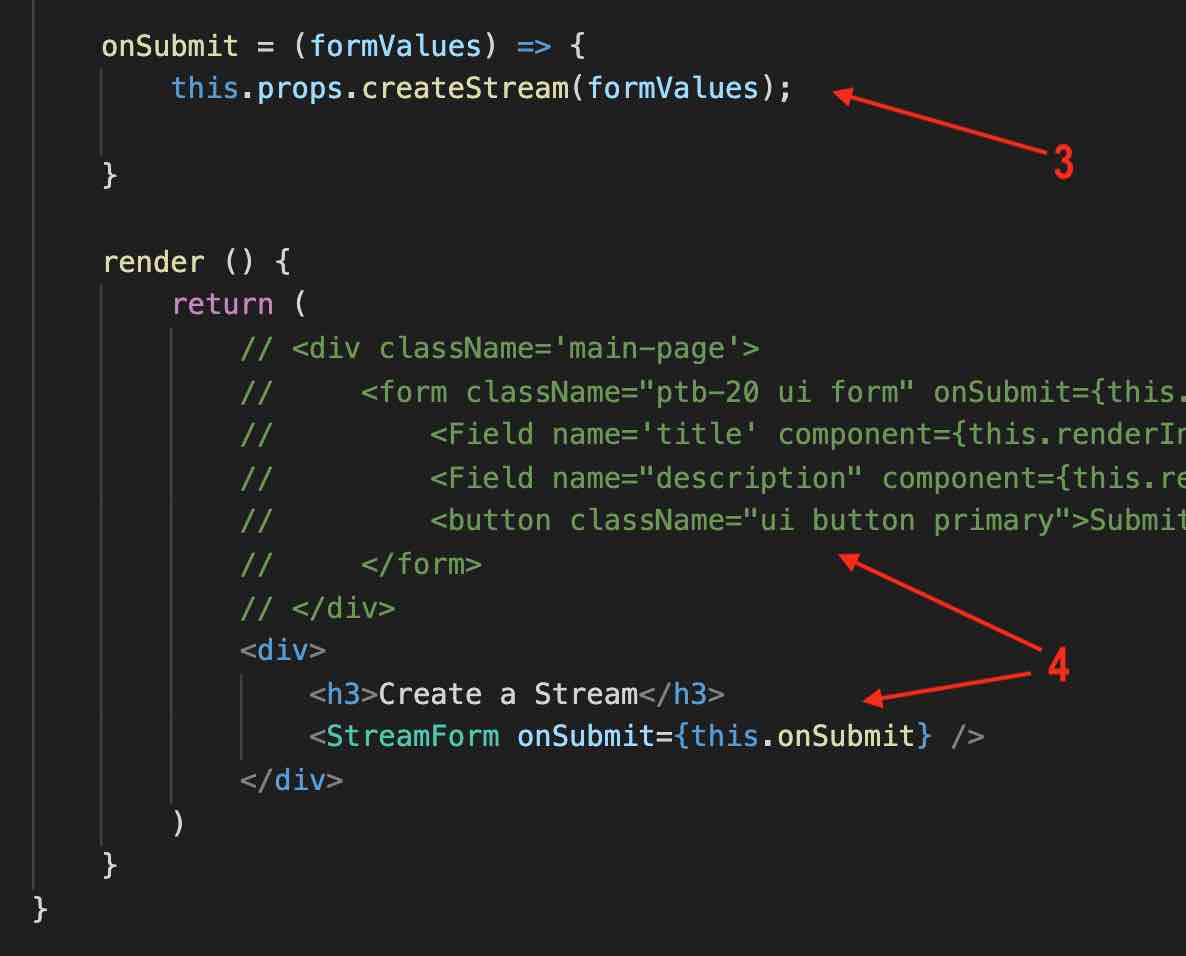 onSubmit = (formValues) => {
this.props.createStream(formValues);
3
}
render () {
return (
// <div className='main-page'>
// <form className="ptb-20 ui form" onSubmit={this.
// <Field name='title' component={this.renderIn
// <Field name="description" component={this.re
// <button className="ui button primary">Submit
// </form>
// </div>
<div>
4
<h3>Create a Stream</h3>
<StreamForm onSubmit={this.onSubmit} />
</div>
)
}
}